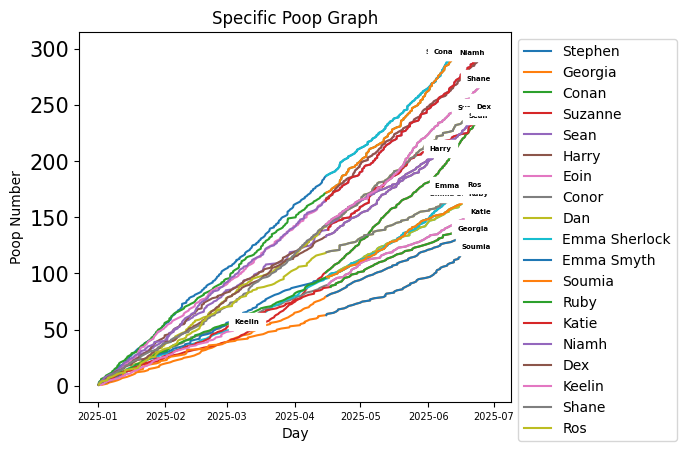 Specific Poop Graph
Poop Number
300
250
200
150
100
50
0
2025-01 2025-02 2025-03 2025-04 2025-05 2025-06 2025-07
Day
Cona
Niamh
Shane
Dex
Harry
Emma
Ros
Katie
Georgia
Soumia
Keelin
Stephen
Georgia
Conan
Suzanne
Sean
Harry
Eoin
Conor
Dan
Emma Sherlock
Emma Smyth
Soumia
Ruby
Katie
Niamh
Dex
Keelin
Shane
Ros